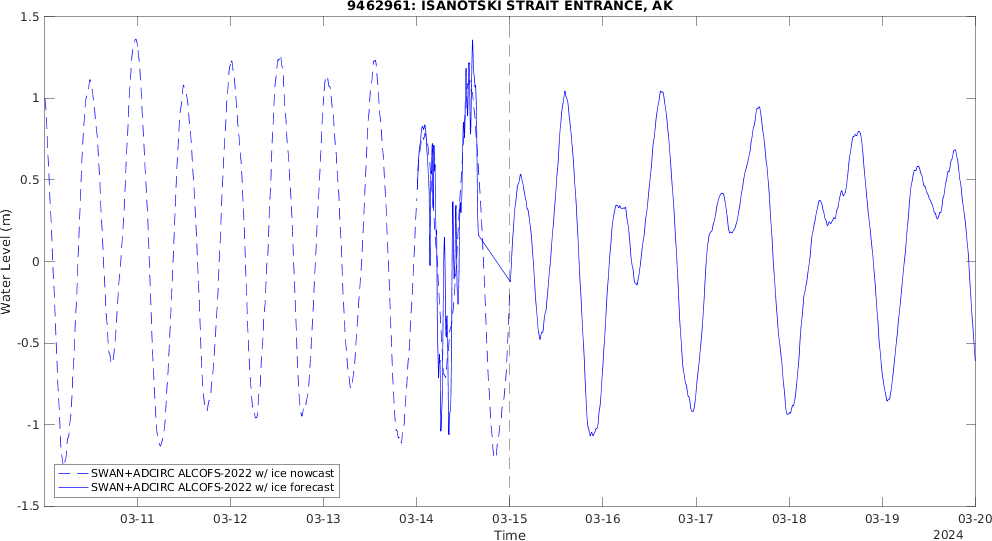 9462961: ISANOTSKI STRAIT ENTRANCE, AK
1.5
1
0.5
0
-0.5
-1
-1.5
Water Level (m)
SWAN+ADCIRC ALCOFS-2022 w/ ice nowcast
SWAN+ADCIRC ALCOFS-2022 w/ ice forecast
03-11 03-12 03-13 03-14 03-15 03-16 03-17 03-18 03-19 03-20
Time
2024